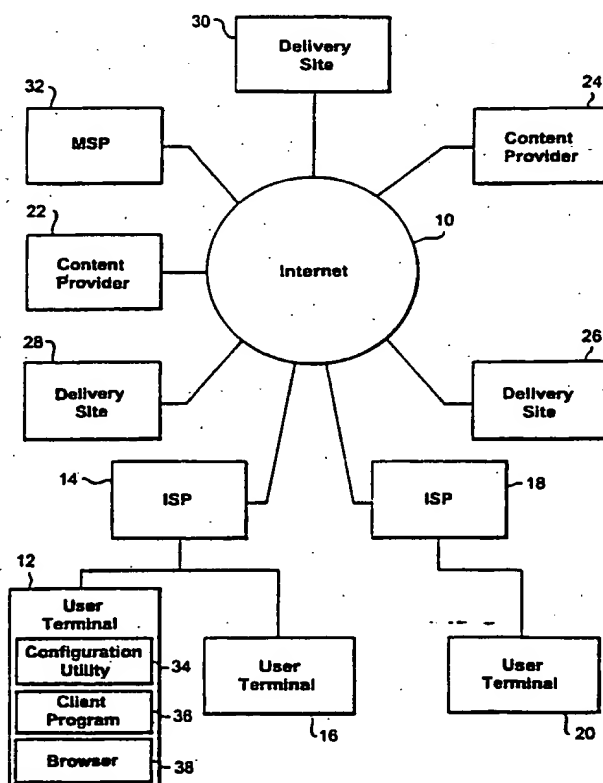 30
Delivery
Site
32
MSP
24
Content
Provider
22
Content
Provider
10
Internet
28
Delivery
Site
26
Delivery
Site
14
ISP
ISP
18
12
User
Terminal
Configuration
Utility
34
Client
Program
36
Browser
38
User
Terminal
16
User
Terminal
20